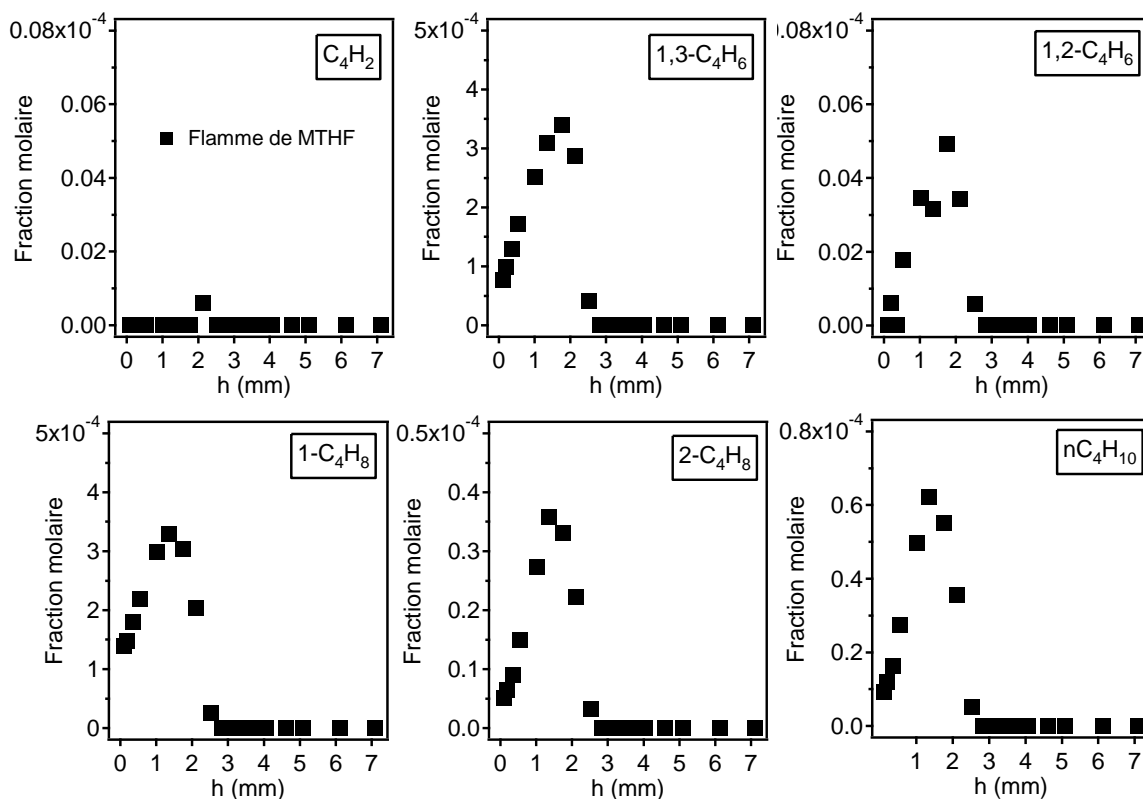 0.08x10⁻⁴
0.06
0.04
0.02
0.00
Fraction molaire
C₄H₂
Flamme de MTHF
0 1 2 3 4 5 6 7
h (mm)
5x10⁻⁴
4
3
2
1
0
Fraction molaire
1,3-C₄H₆
0 1 2 3 4 5 6 7
h (mm)
0.08x10⁻⁴
0.06
0.04
0.02
0.00
Fraction molaire
1,2-C₄H₆
0 1 2 3 4 5 6 7
h (mm)
5x10⁻⁴
4
3
2
1
0
Fraction molaire
1-C₄H₈
0 1 2 3 4 5 6 7
h (mm)
0.5x10⁻⁴
0.4
0.3
0.2
0.1
0.0
Fraction molaire
2-C₄H₈
0 1 2 3 4 5 6 7
h (mm)
0.8x10⁻⁴
0.6
0.4
0.2
0.0
Fraction molaire
nC₄H₁₀
1 2 3 4 5 6 7
h (mm)